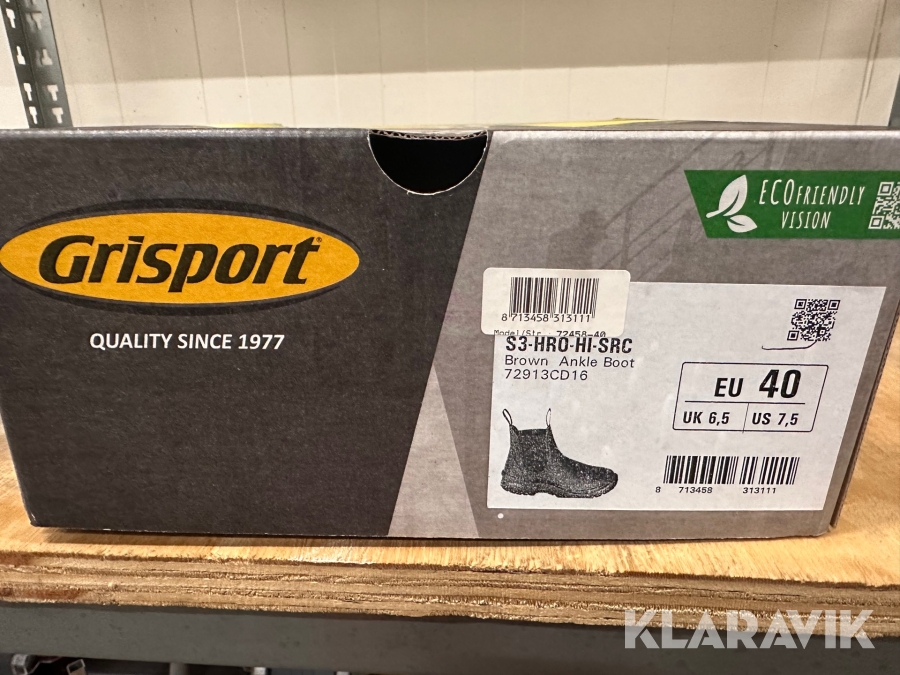 Grisport
QUALITY SINCE 1977
ECOFRIENDLY
VISION
8 713458 313111
Model/Str. 72458-40
S3-HRO-HI-SRC
Brown Ankle Boot
72913CD16
EU 40
UK 6,5 US 7,5
8 713458 313111
KLARAVIK